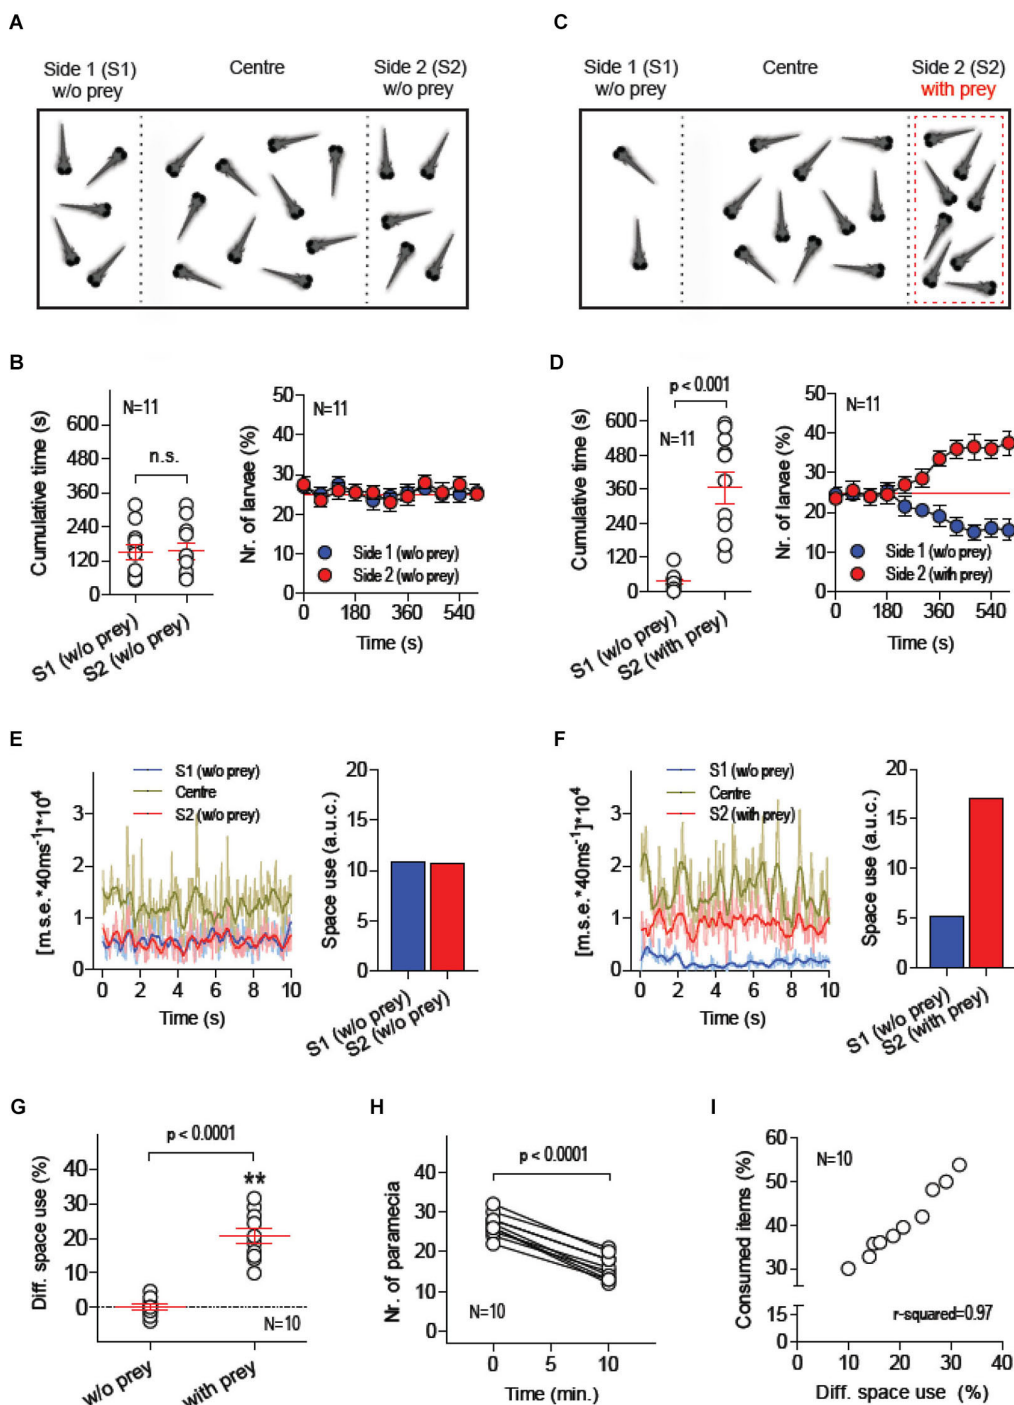 A
Side 1 (S1)
w/o prey
Centre
Side 2 (S2)
w/o prey
C
Side 1 (S1)
w/o prey
Centre
Side 2 (S2)
with prey
B
Cumulative time (s)
600
480
360
240
120
0
N=11
n.s.
S1 (w/o prey)
S2 (w/o prey)
Nr. of larvae (%)
50
40
30
20
10
0
N=11
Side 1 (w/o prey)
Side 2 (w/o prey)
0 180 360 540
Time (s)
D
Cumulative time (s)
600
480
360
240
120
0
p < 0.001
N=11
S1 (w/o prey)
S2 (with prey)
Nr. of larvae (%)
50
40
30
20
10
0
N=11
Side 1 (w/o prey)
Side 2 (with prey)
0 180 360 540
Time (s)
E
[m.s.e.*40ms-1]*10^4
3
2
1
0
S1 (w/o prey)
Centre
S2 (w/o prey)
0 2 4 6 8 10
Time (s)
Space use (a.u.c.)
20
15
10
5
0
S1 (w/o prey)
S2 (w/o prey)
F
[m.s.e.*40ms-1]*10^4
3
2
1
0
S1 (w/o prey)
Centre
S2 (with prey)
0 2 4 6 8 10
Time (s)
Space use (a.u.c.)
20
15
10
5
0
S1 (w/o prey)
S2 (with prey)
G
Diff. space use (%)
40
30
20
10
0
p < 0.0001
**
N=10
w/o prey
with prey
H
Nr. of paramecia
40
30
20
10
0
p < 0.0001
N=10
0 5 10
Time (min.)
I
Consumed items (%)
60
50
40
30
15
0
N=10
r-squared=0.97
0 10 20 30 40
Diff. space use (%)